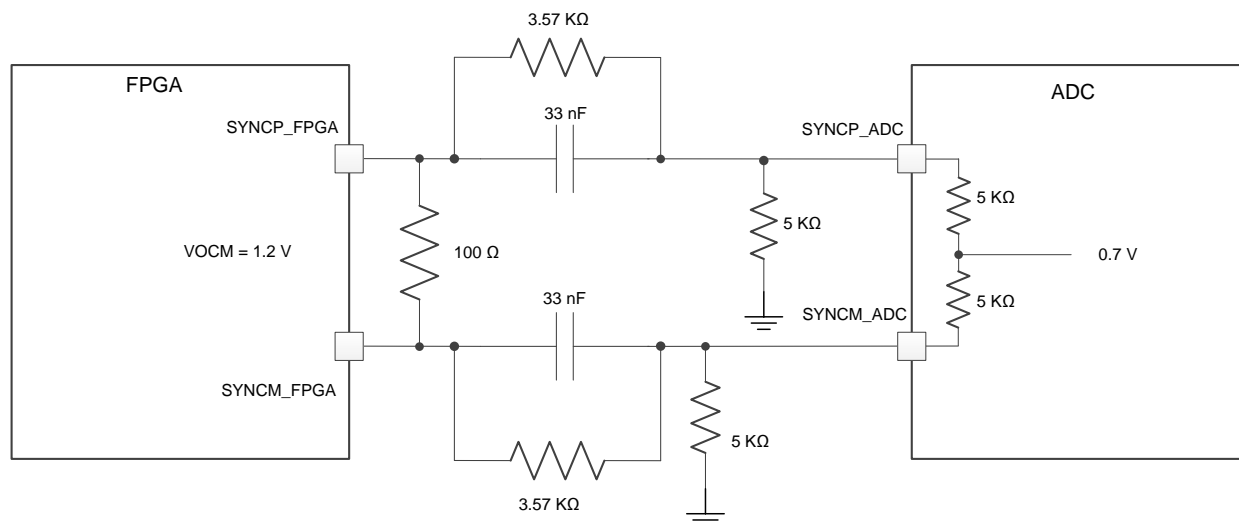 3.57 KΩ
FPGA
ADC
SYNCP_FPGA
33 nF
SYNCP_ADC
5 KΩ
5 KΩ
VOCM = 1.2 V
100 Ω
0.7 V
33 nF
5 KΩ
SYNCM_ADC
SYNCM_FPGA
5 KΩ
3.57 KΩ